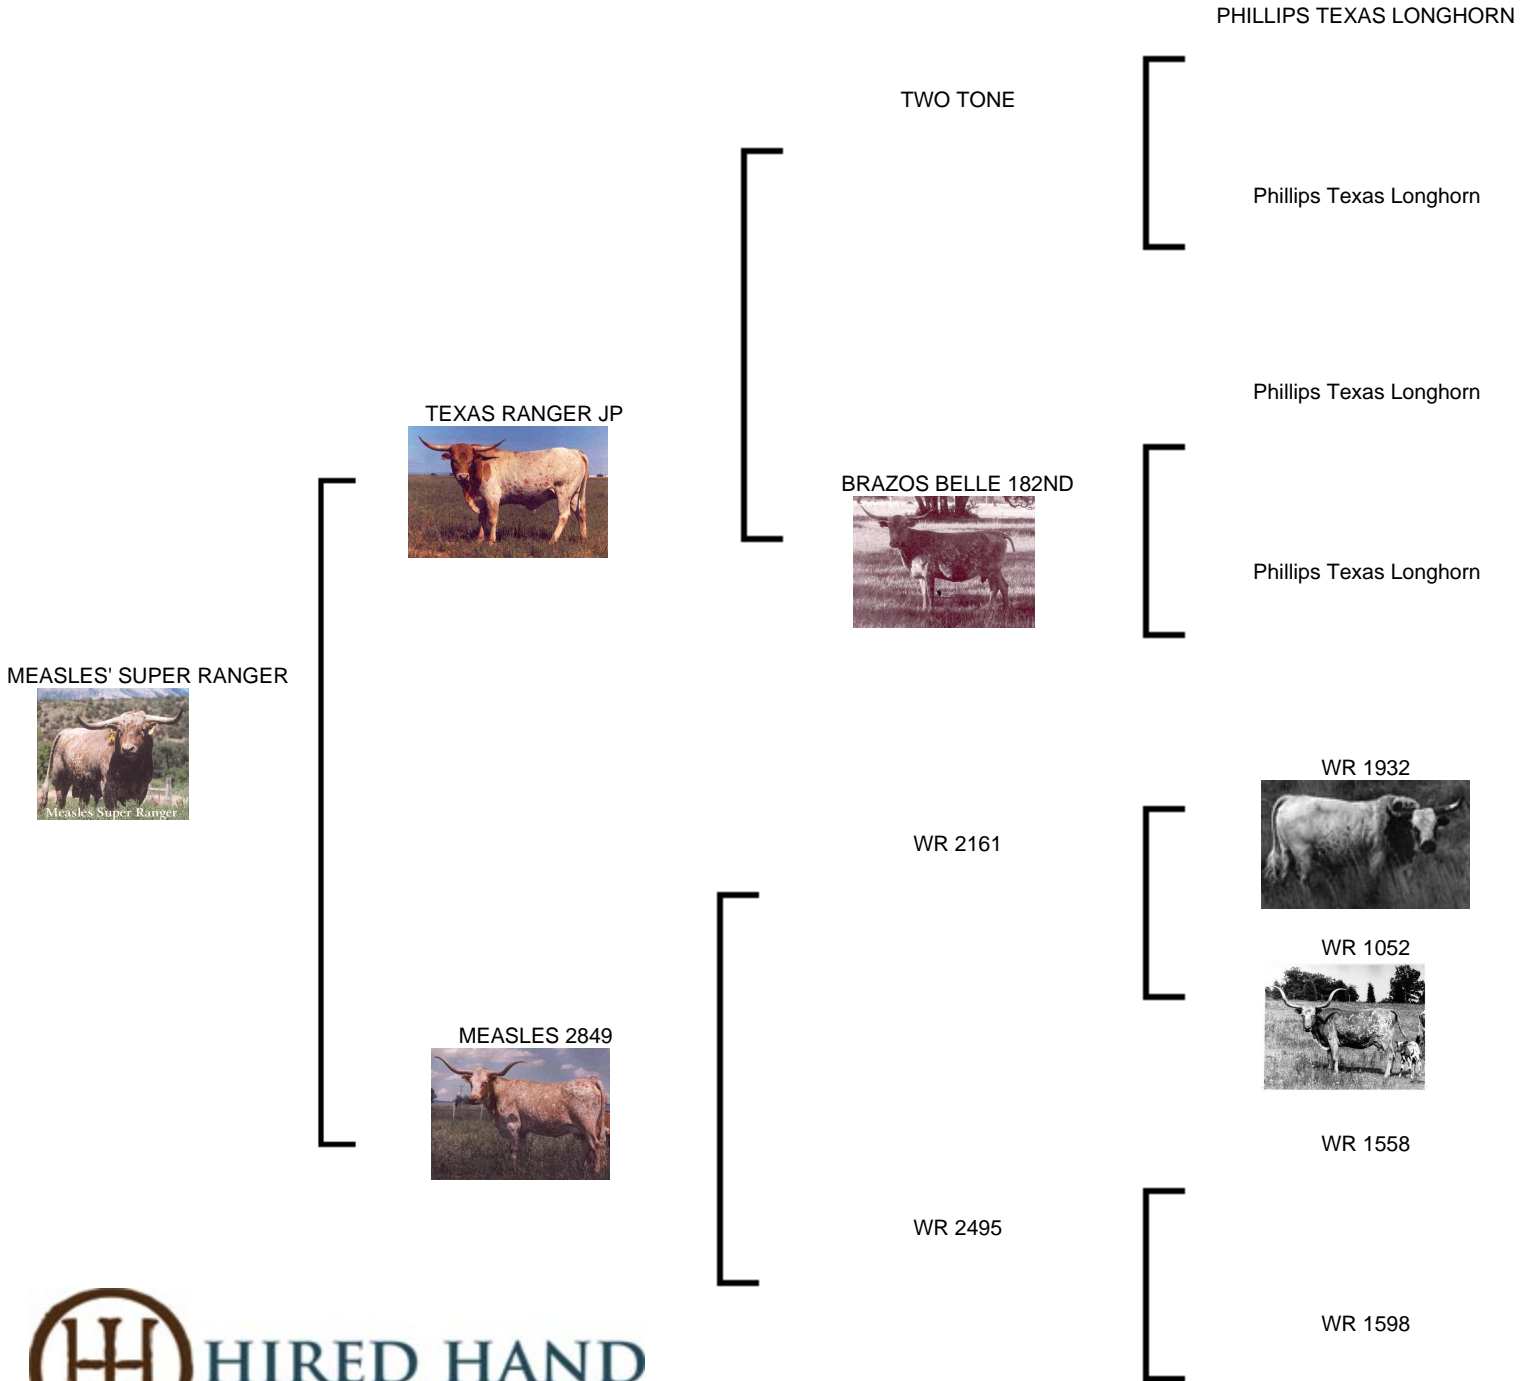 PHILLIPS TEXAS LONGHORN
TWO TONE
Phillips Texas Longhorn
Phillips Texas Longhorn
TEXAS RANGER JP
BRAZOS BELLE 182ND
Phillips Texas Longhorn
MEASLES' SUPER RANGER
Measles Super Ranger
WR 1932
WR 2161
WR 1052
MEASLES 2849
WR 1558
WR 2495
WR 1598
HIRED HAND